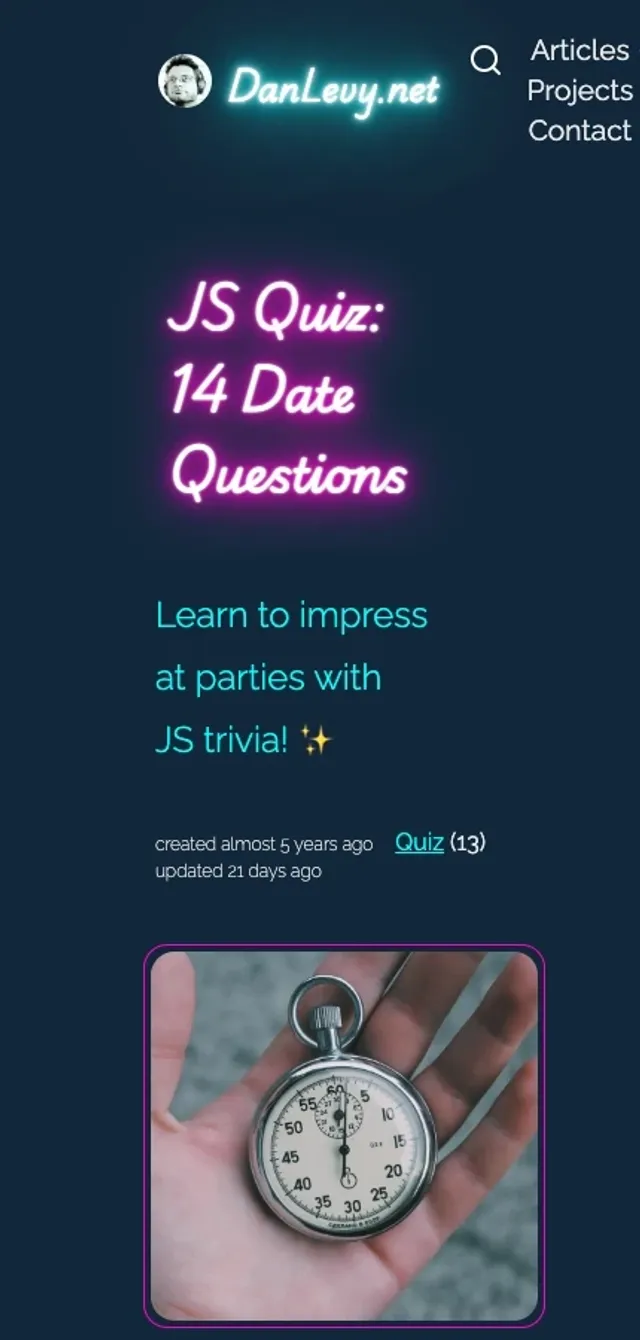 DanLevy.net
Articles
Projects
Contact
JS Quiz:
14 Date
Questions
Learn to impress
at parties with
JS trivia! ✨
created almost 5 years ago
Quiz (13)
updated 21 days ago
60
5
10
15
20
25
30
35
40
45
50
55